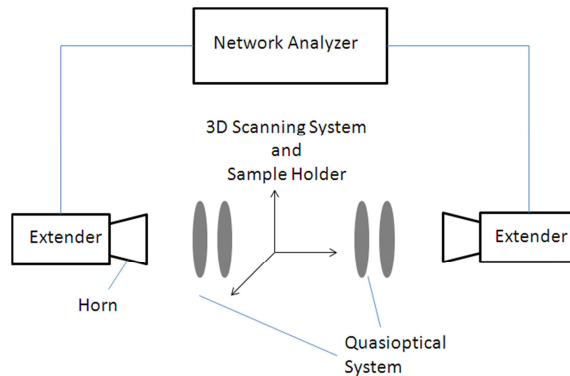 Network Analyzer
3D Scanning System
and
Sample Holder
Extender
Extender
Horn
Quasioptical
System